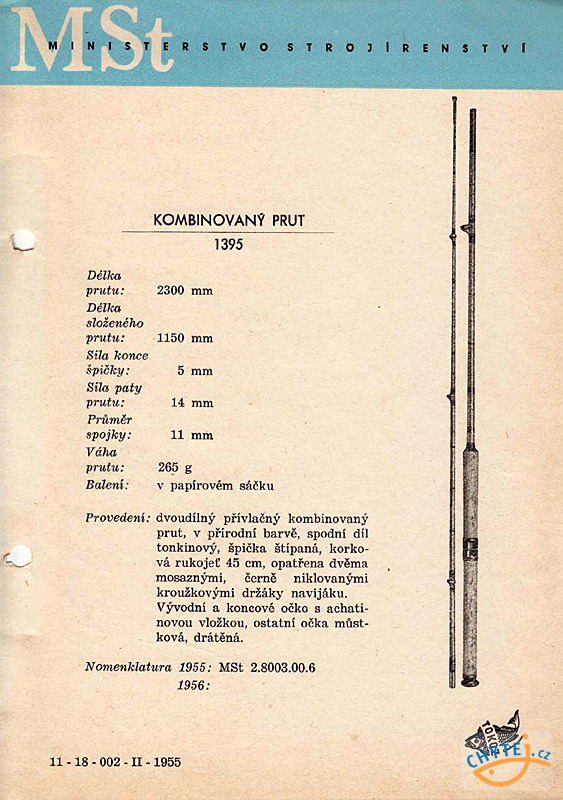 MSt
MINISTERSTVO STROJÍRENSTVÍ
KOMBINOVANÝ PRUT
1395
Délka
prutu: 2300 mm
Délka
složeného
prutu: 1150 mm
Síla konce
špičky: 5 mm
Síla paty
prutu: 14 mm
Průměr
spojky: 11 mm
Váha
prutu: 265 g
Balení: v papírovém sáčku
Provedení: dvoudílný přívlačný kombinovaný
prut, v přírodní barvě, spodní díl
tonkinový, špička štípaná, korko-
vá rukojeť 45 cm, opatřena dvěma
mosaznými, černě niklovanými
kroužkovými držáky navijáku.
Vývodní a koncové očko s achati-
novou vložkou, ostatní očka můst-
ková, drátěná.
Nomenklatura 1955: MSt 2.8003.00.6
1956:
TOKOZ
CHYTEJ.CZ
11 - 18 - 002 - II - 1955